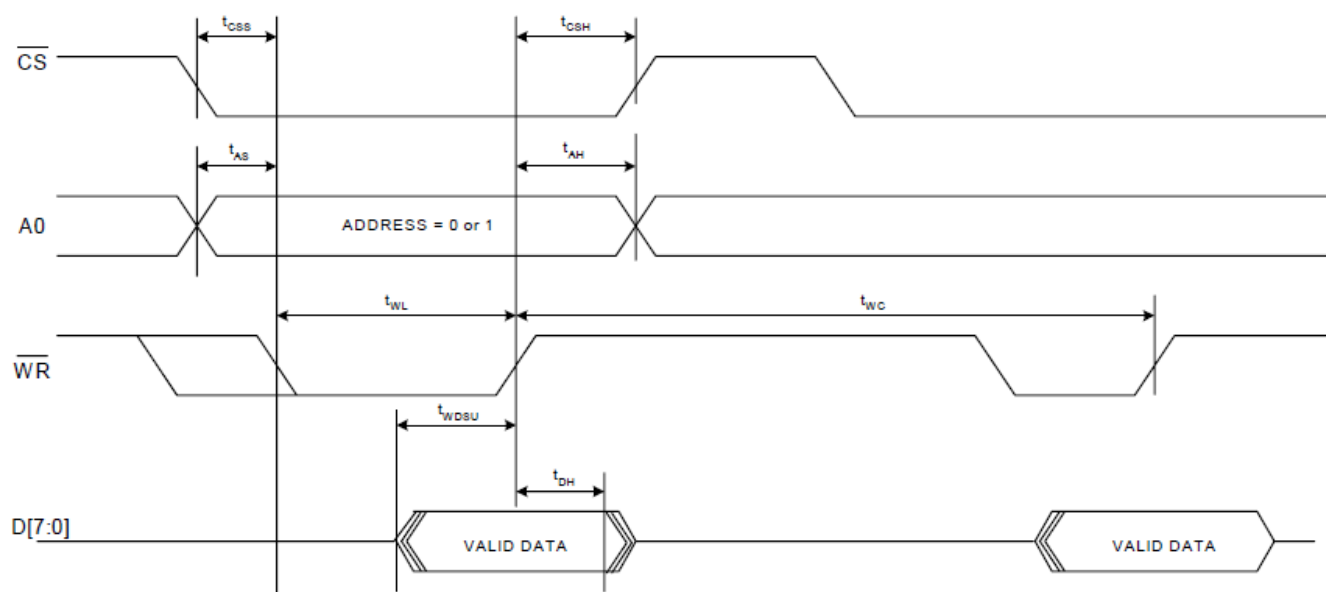 tCSS
tCSH
CS
tAS
tAH
A0
ADDRESS = 0 or 1
tWL
tWC
WR
tWDSU
tDH
D[7:0]
VALID DATA
VALID DATA